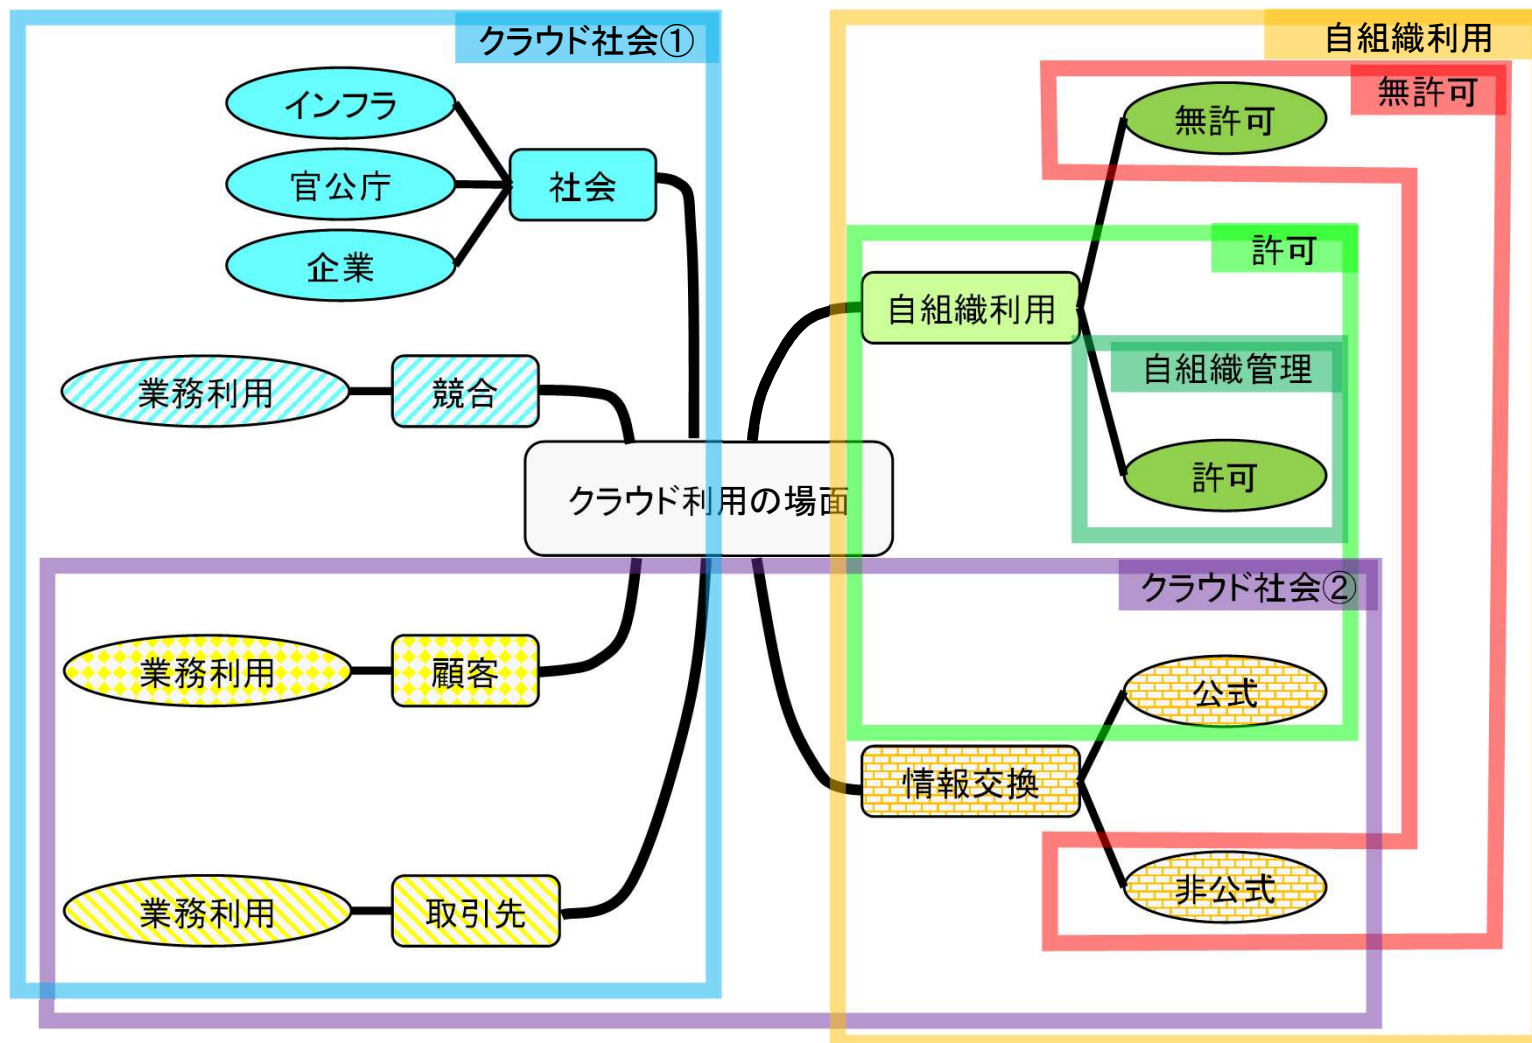 クラウド社会①
自組織利用
無許可
インフラ
無許可
官公庁
社会
企業
許可
自組織利用
自組織管理
業務利用
競合
許可
クラウド利用の場面
クラウド社会②
業務利用
顧客
公式
情報交換
業務利用
取引先
非公式